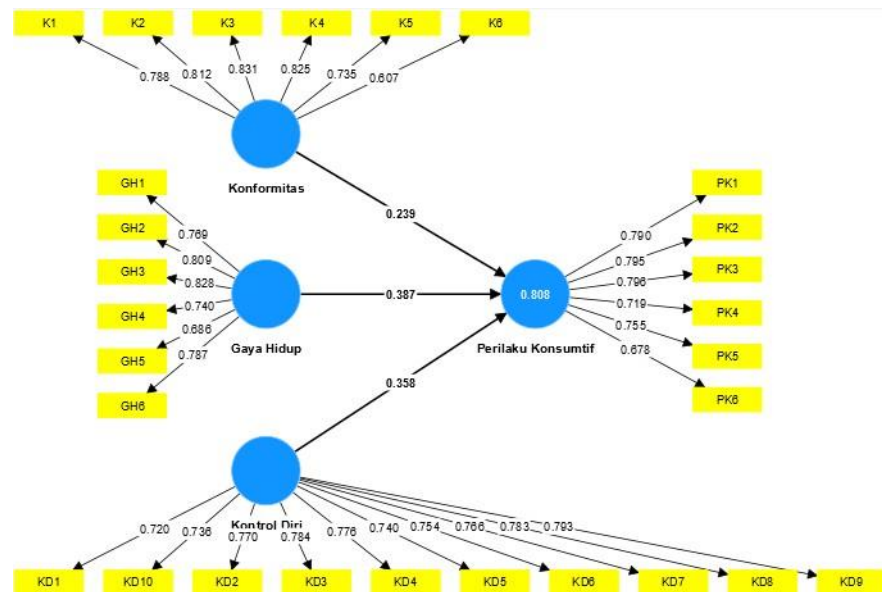 K1 K2 K3 K4 K5 K6
0.788 0.812 0.831 0.825 0.735 0.607
Konformitas
GH1
GH2
GH3
GH4
GH5
GH6
0.769
0.809
0.828
0.740
0.686
0.787
Gaya Hidup
0.239
0.387
0.358
0.808
Perilaku Konsumtif
PK1
PK2
PK3
PK4
PK5
PK6
0.790
0.795
0.796
0.719
0.755
0.678
Kontrol Diri
0.720 0.736 0.770 0.784 0.776 0.740 0.754 0.766 0.783 0.793
KD1 KD10 KD2 KD3 KD4 KD5 KD6 KD7 KD8 KD9